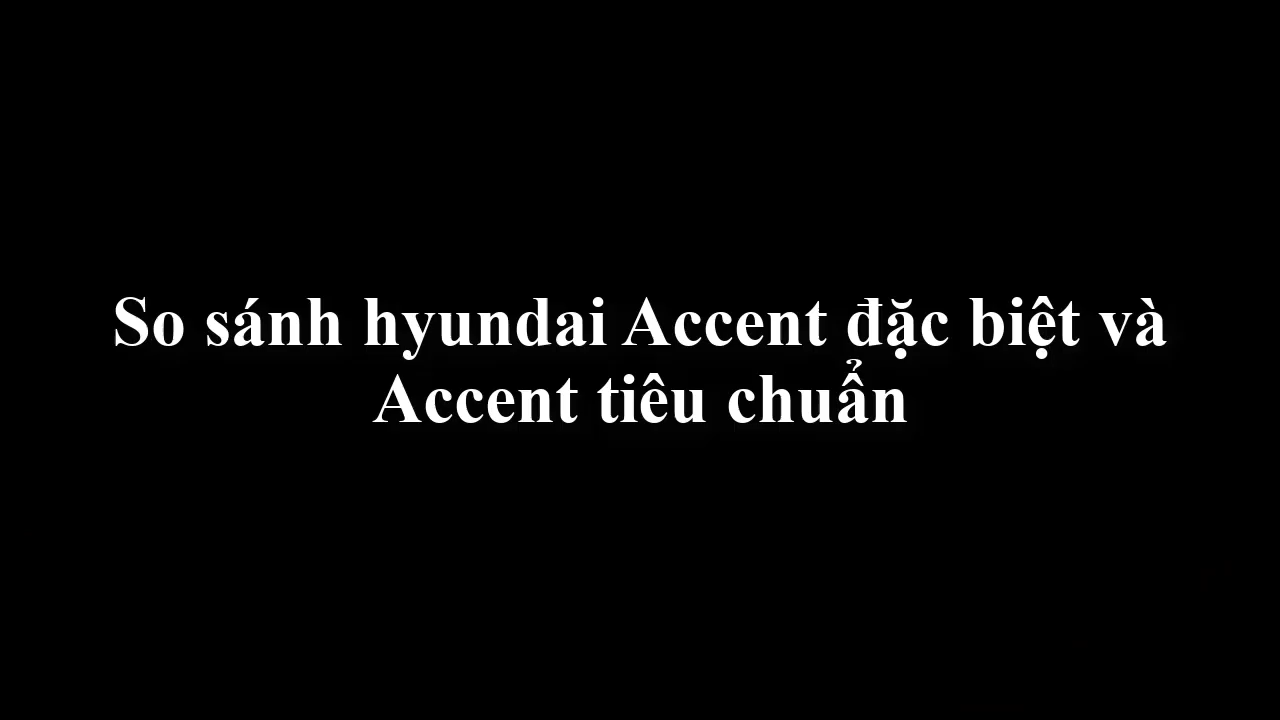 So sánh hyundai Accent đặc biệt và
Accent tiêu chuẩn